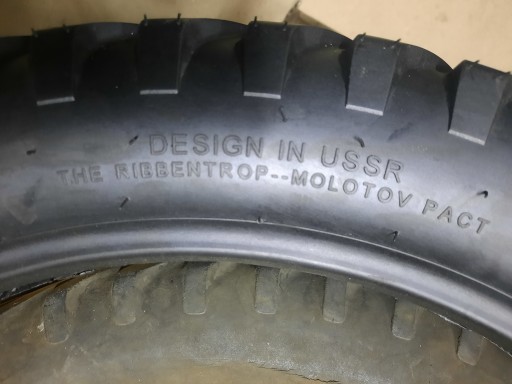 DESIGN IN USSR
THE RIBBENTROP--MOLOTOV PACT